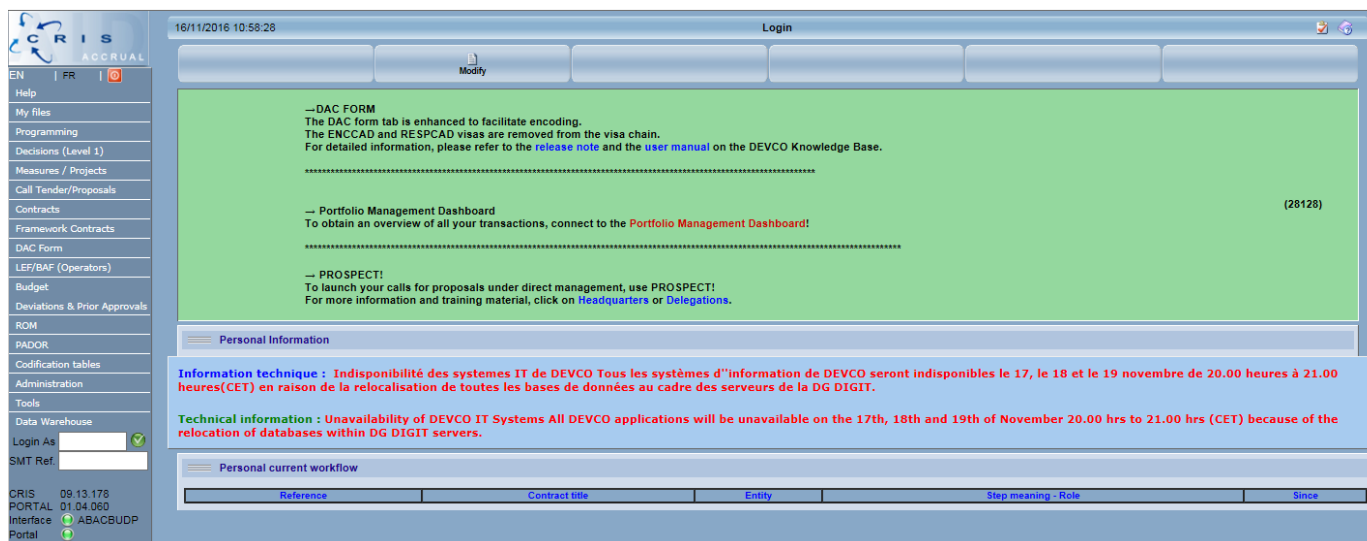 CRIS
ACCRUAL
EN | FR |
16/11/2016 10:58:28
Login
Modify
Help
My files
Programming
Decisions (Level 1)
Measures / Projects
Call Tender/Proposals
Contracts
Framework Contracts
DAC Form
LEF/BAF (Operators)
Budget
Deviations & Prior Approvals
ROM
PADOR
Codification tables
Administration
Tools
Data Warehouse
Login As
SMT Ref.
CRIS 09.13.178
PORTAL 01.04.060
Interface ABACBUDP
Portal
→DAC FORM
The DAC form tab is enhanced to facilitate encoding.
The ENCCAD and RESPCAD visas are removed from the visa chain.
For detailed information, please refer to the release note and the user manual on the DEVCO Knowledge Base.
→ Portfolio Management Dashboard
(28128)
To obtain an overview of all your transactions, connect to the Portfolio Management Dashboard!
→ PROSPECT!
To launch your calls for proposals under direct management, use PROSPECT!
For more information and training material, click on Headquarters or Delegations.
Personal Information
Information technique : Indisponibilité des systemes IT de DEVCO Tous les systèmes d''information de DEVCO seront indisponibles le 17, le 18 et le 19 novembre de 20.00 heures à 21.00
heures(CET) en raison de la relocalisation de toutes les bases de données au cadre des serveurs de la DG DIGIT.
Technical information : Unavailability of DEVCO IT Systems All DEVCO applications will be unavailable on the 17th, 18th and 19th of November 20.00 hrs to 21.00 hrs (CET) because of the
relocation of databases within DG DIGIT servers.
Personal current workflow
Reference Contract title Entity Step meaning - Role Since